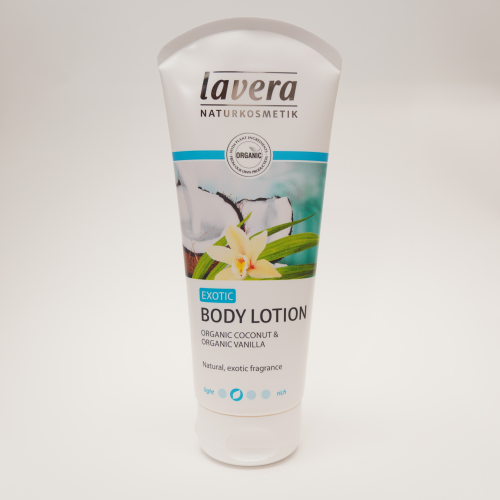 lavera
NATURKOSMETIK
ORGANIC
EXOTIC
BODY LOTION
ORGANIC COCONUT &
ORGANIC VANILLA
Natural, exotic fragrance
light rich